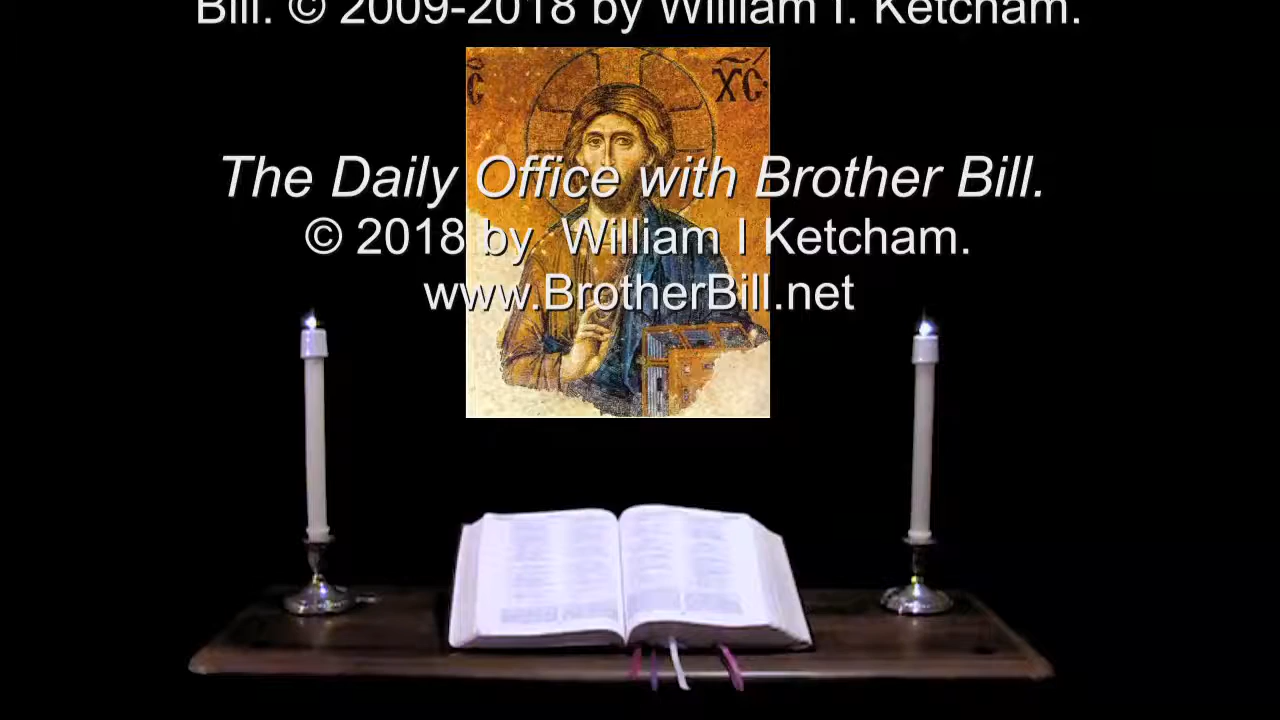 Bill. © 2009-2018 by William I. Ketcham.
C XC
The Daily Office with Brother Bill.
© 2018 by William I Ketcham.
www.BrotherBill.net